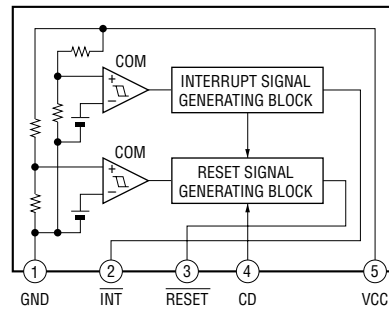 COM
+
−
INTERRUPT SIGNAL
GENERATING BLOCK
COM
+
−
RESET SIGNAL
GENERATING BLOCK
1
2
3
4
5
GND
INT
RESET
CD
VCC